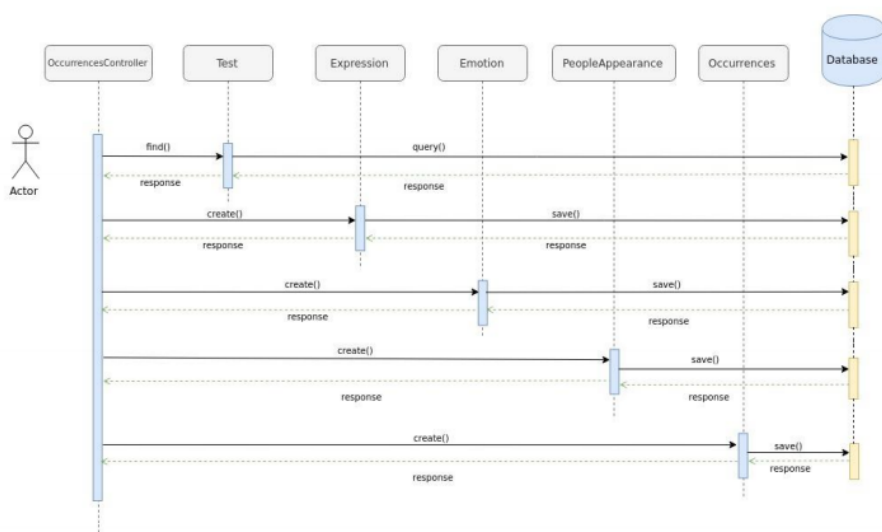 OccurrencesController
Test
Expression
Emotion
PeopleAppearance
Occurrences
Database
Actor
find()
query()
response
response
create()
save()
response
response
create()
save()
response
response
create()
save()
response
response
create()
save()
response
response